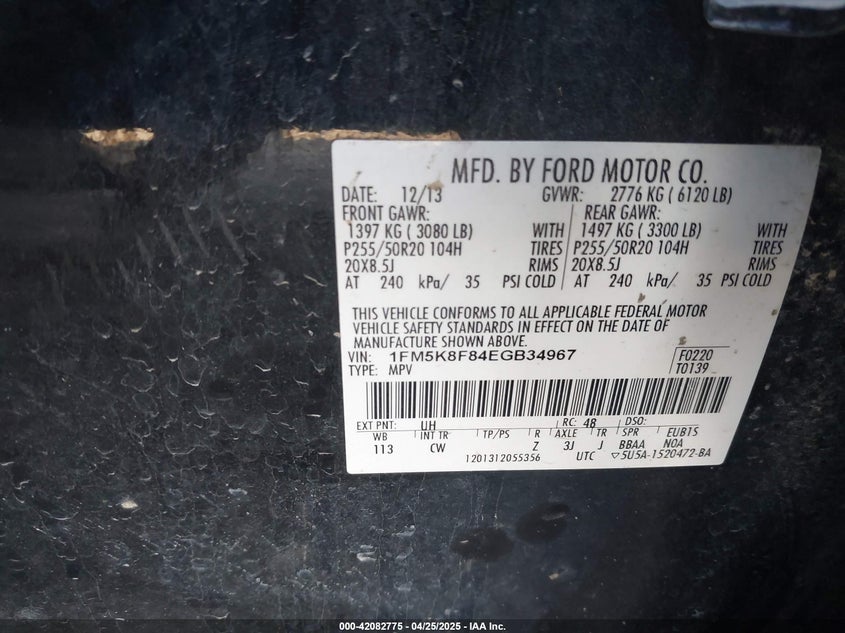 MFD. BY FORD MOTOR CO.
DATE: 12/13 GVWR: 2776 KG ( 6120 LB)
FRONT GAWR: REAR GAWR:
1397 KG ( 3080 LB) WITH 1497 KG ( 3300 LB) WITH
P255/50R20 104H TIRES P255/50R20 104H TIRES
20X8.5J RIMS 20X8.5J RIMS
AT 240 kPa/ 35 PSI COLD AT 240 kPa/ 35 PSI COLD
THIS VEHICLE CONFORMS TO ALL APPLICABLE FEDERAL MOTOR
VEHICLE SAFETY STANDARDS IN EFFECT ON THE DATE OF
MANUFACTURE SHOWN ABOVE.
VIN: 1FM5K8F84EGB34967 F0220
TYPE: MPV T0139
EXT PNT: UH RC: 48 DSO:
WB INT TR TP/PS R AXLE TR SPR EUB1S
113 CW Z 3J J BBAA N0A
1201312055356 UTC ▽5U5A-1520472-BA
000-42082775 - 04/25/2025 - IAA Inc.